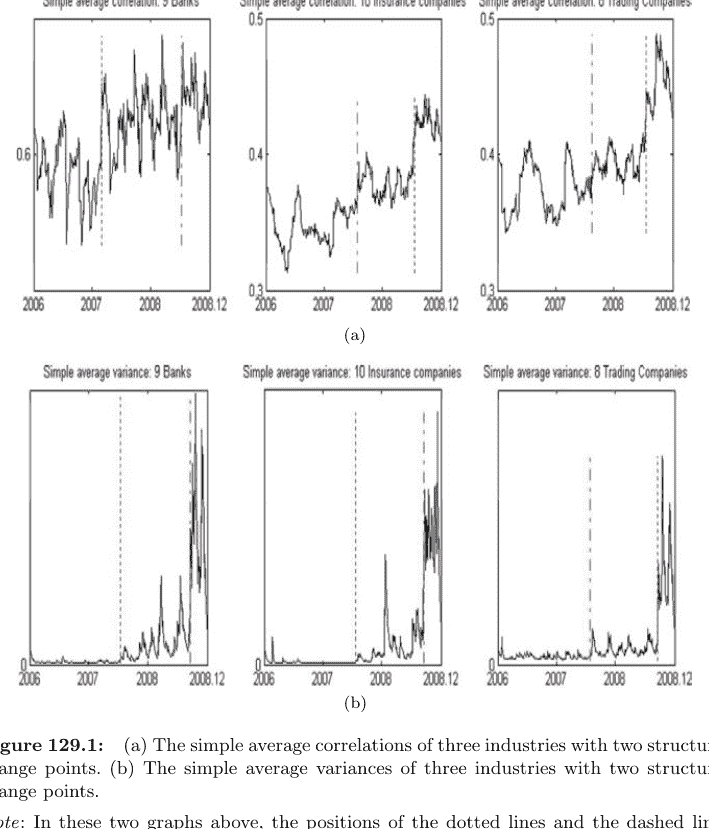 Simple average correlation: 9 Banks
Simple average correlation: 10 Insurance companies
Simple average correlation: 8 Trading Companies
0.6
2006 2007 2008 2008.12
0.5
0.4
0.3
2006 2007 2008 2008.12
0.5
0.4
0.3
2006 2007 2008 2008.12
(a)
Simple average variance: 9 Banks
Simple average variance: 10 Insurance companies
Simple average variance: 8 Trading Companies
0
2006 2007 2008 2008.12
0
2006 2007 2008 2008.12
0
2006 2007 2008 2008.12
(b)
gure 129.1: (a) The simple average correlations of three industries with two structu
ange points. (b) The simple average variances of three industries with two structu
ange points.
ote: In these two graphs above, the positions of the dotted lines and the dashed lin